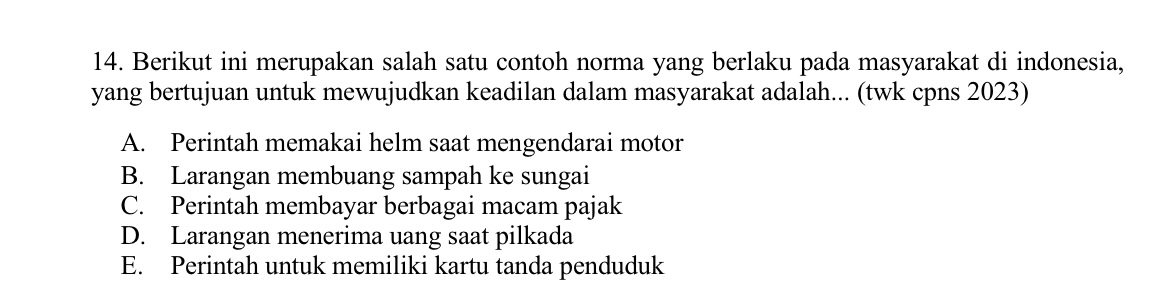 14. Berikut ini merupakan salah satu contoh norma yang berlaku pada masyarakat di indonesia,
yang bertujuan untuk mewujudkan keadilan dalam masyarakat adalah... (twk cpns 2023)
A. Perintah memakai helm saat mengendarai motor
B. Larangan membuang sampah ke sungai
C. Perintah membayar berbagai macam pajak
D. Larangan menerima uang saat pilkada
E. Perintah untuk memiliki kartu tanda penduduk